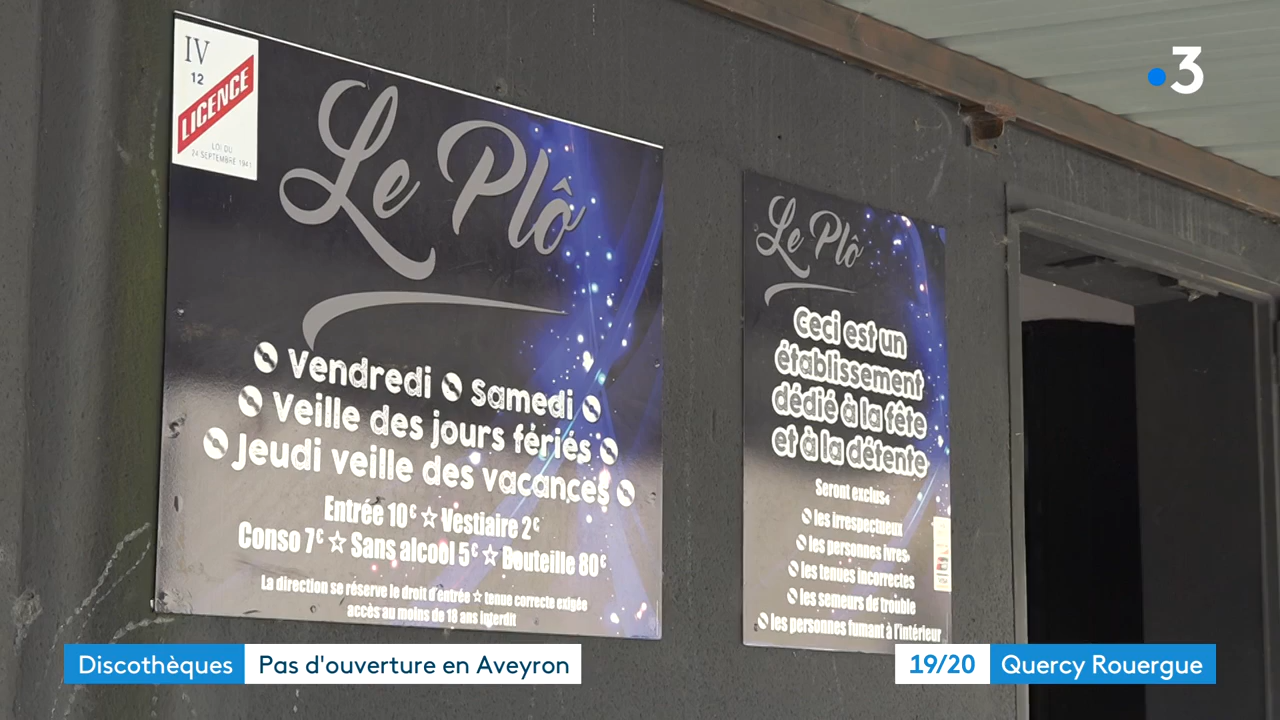 IV
12
LICENCE
LOI DU
24 SEPTEMBRE 1941
Le Plô
Vendredi Samedi
Veille des jours fériés
Jeudi veille des vacances
Entrée 10€ ☆ Vestiaire 2€
Conso 7€ ☆ Sans alcool 5€ ☆ Bouteille 80€
La direction se réserve le droit d'entrée ☆ tenue correcte exigée
accès au moins de 18 ans interdit
Le Plô
Ceci est un
établissement
dédié à la fête
et à la détente
Seront exclus
les irrespectueux
les personnes ivres
les tenues incorrectes
les semeurs de trouble
les personnes fumant à l'intérieur
3
Discothèques Pas d'ouverture en Aveyron
19/20 Quercy Rouergue